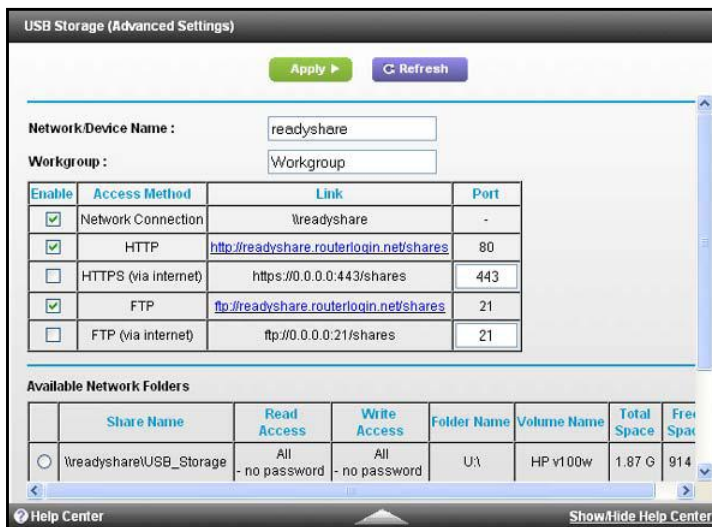 USB Storage (Advanced Settings)
Apply
Refresh
Network/Device Name :
readyshare
Workgroup :
Workgroup
Enable Access Method Link Port
Network Connection \\readyshare -
HTTP http://readyshare.routerlogin.net/shares 80
HTTPS (via internet) https://0.0.0.0:443/shares 443
FTP ftp://readyshare.routerlogin.net/shares 21
FTP (via internet) ftp://0.0.0.0:21/shares 21
Available Network Folders
Share Name Read Access Write Access Folder Name Volume Name Total Space
\\readyshare\USB_Storage All - no password All - no password U:\ HP v100w 1.87 G 914
Help Center Show/Hide Help Center